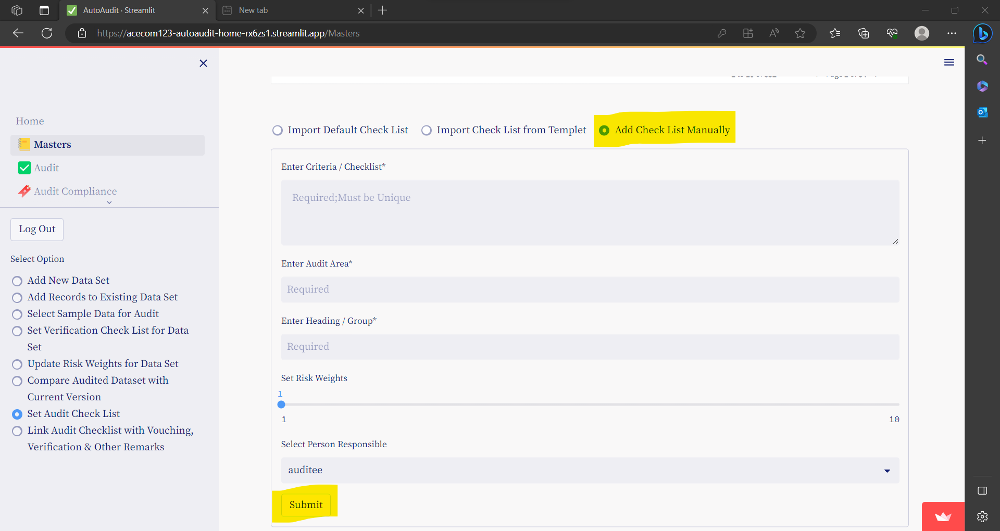 AutoAudit · Streamlit
New tab
https://acecom123-autoaudit-home-rx6zs1.streamlit.app/Masters
Home
Masters
Audit
Audit Compliance
Log Out
Select Option
Add New Data Set
Add Records to Existing Data Set
Select Sample Data for Audit
Set Verification Check List for Data
Set
Update Risk Weights for Data Set
Compare Audited Dataset with
Current Version
Set Audit Check List
Link Audit Checklist with Vouching,
Verification & Other Remarks
Import Default Check List Import Check List from Templet Add Check List Manually
Enter Criteria / Checklist*
Required;Must be Unique
Enter Audit Area*
Required
Enter Heading / Group*
Required
Set Risk Weights
1
1 10
Select Person Responsible
auditee
Submit